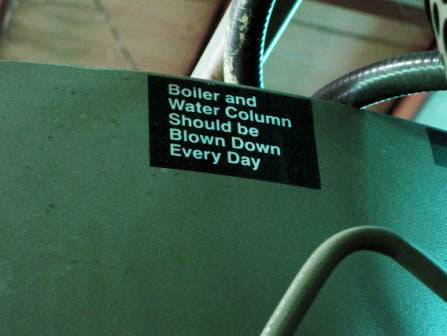 Boiler and
Water Column
Should be
Blown Down
Every Day